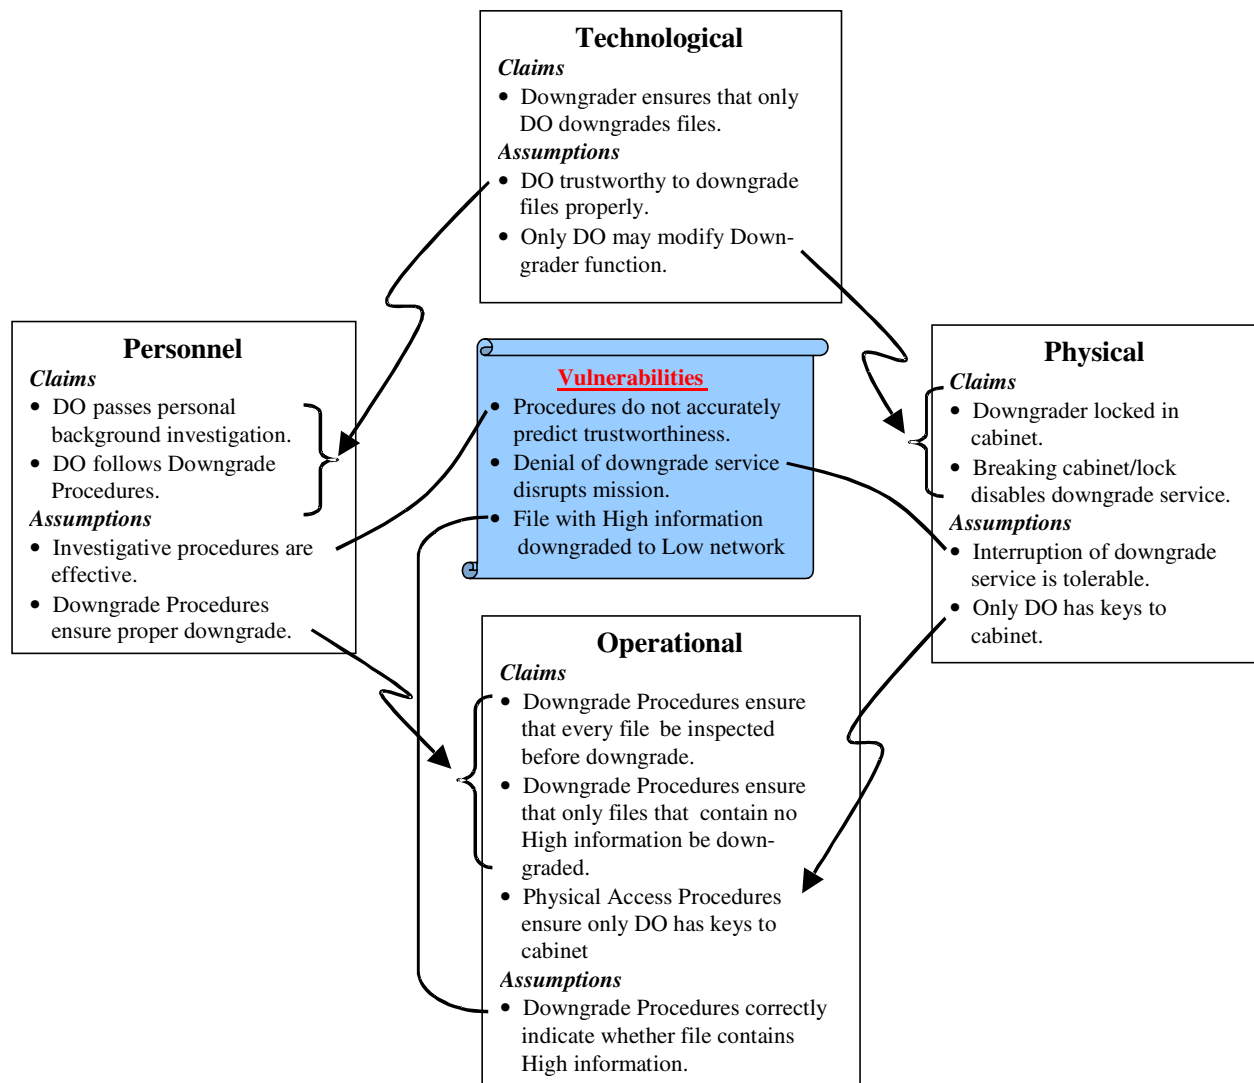 Technological
Claims
• Downgrader ensures that only
DO downgrades files.
Assumptions
• DO trustworthy to downgrade
files properly.
• Only DO may modify Down-
grader function.
Personnel
Claims
• DO passes personal
background investigation.
• DO follows Downgrade
Procedures.
Assumptions
• Investigative procedures are
effective.
• Downgrade Procedures
ensure proper downgrade.
Vulnerabilities
• Procedures do not accurately
predict trustworthiness.
• Denial of downgrade service
disrupts mission.
• File with High information
downgraded to Low network
Physical
Claims
• Downgrader locked in
cabinet.
• Breaking cabinet/lock
disables downgrade service.
Assumptions
• Interruption of downgrade
service is tolerable.
• Only DO has keys to
cabinet.
Operational
Claims
• Downgrade Procedures ensure
that every file be inspected
before downgrade.
• Downgrade Procedures ensure
that only files that contain no
High information be down-
graded.
• Physical Access Procedures
ensure only DO has keys to
cabinet
Assumptions
• Downgrade Procedures correctly
indicate whether file contains
High information.